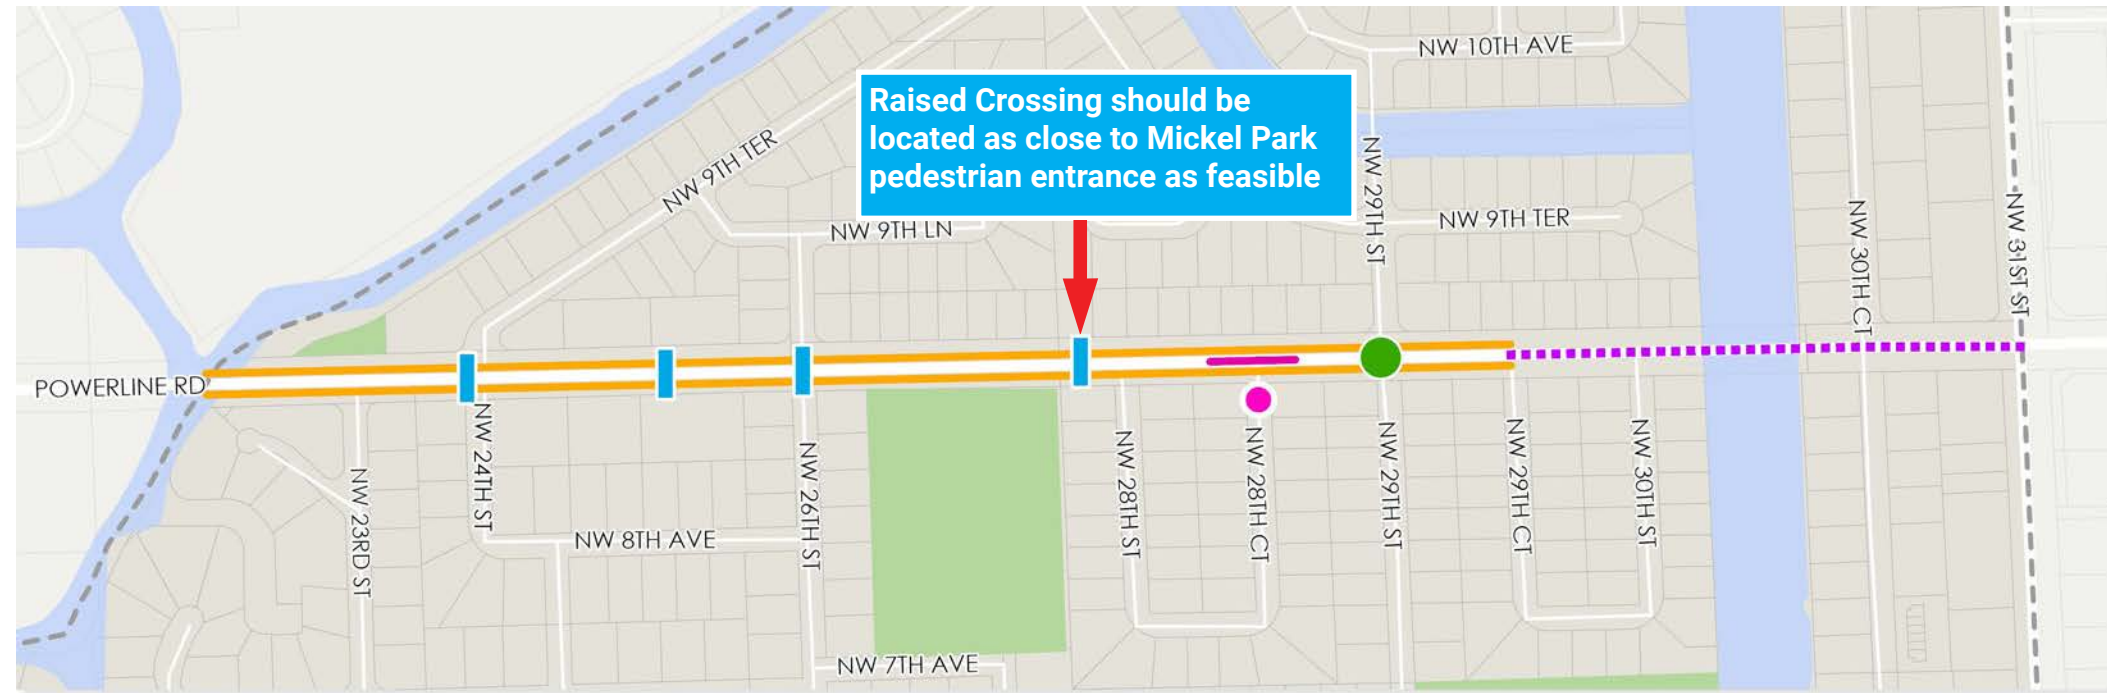 NW 10TH AVE
Raised Crossing should be
located as close to Mickel Park
pedestrian entrance as feasible
NW 9TH TER
NW 29TH ST
NW 9TH LN
NW 9TH TER
NW 30TH CT
NW 31ST ST
POWERLINE RD
NW 23RD ST
NW 24TH ST
NW 26TH ST
NW 28TH ST
NW 28TH CT
NW 29TH ST
NW 29TH CT
NW 30TH ST
NW 8TH AVE
NW 7TH AVE